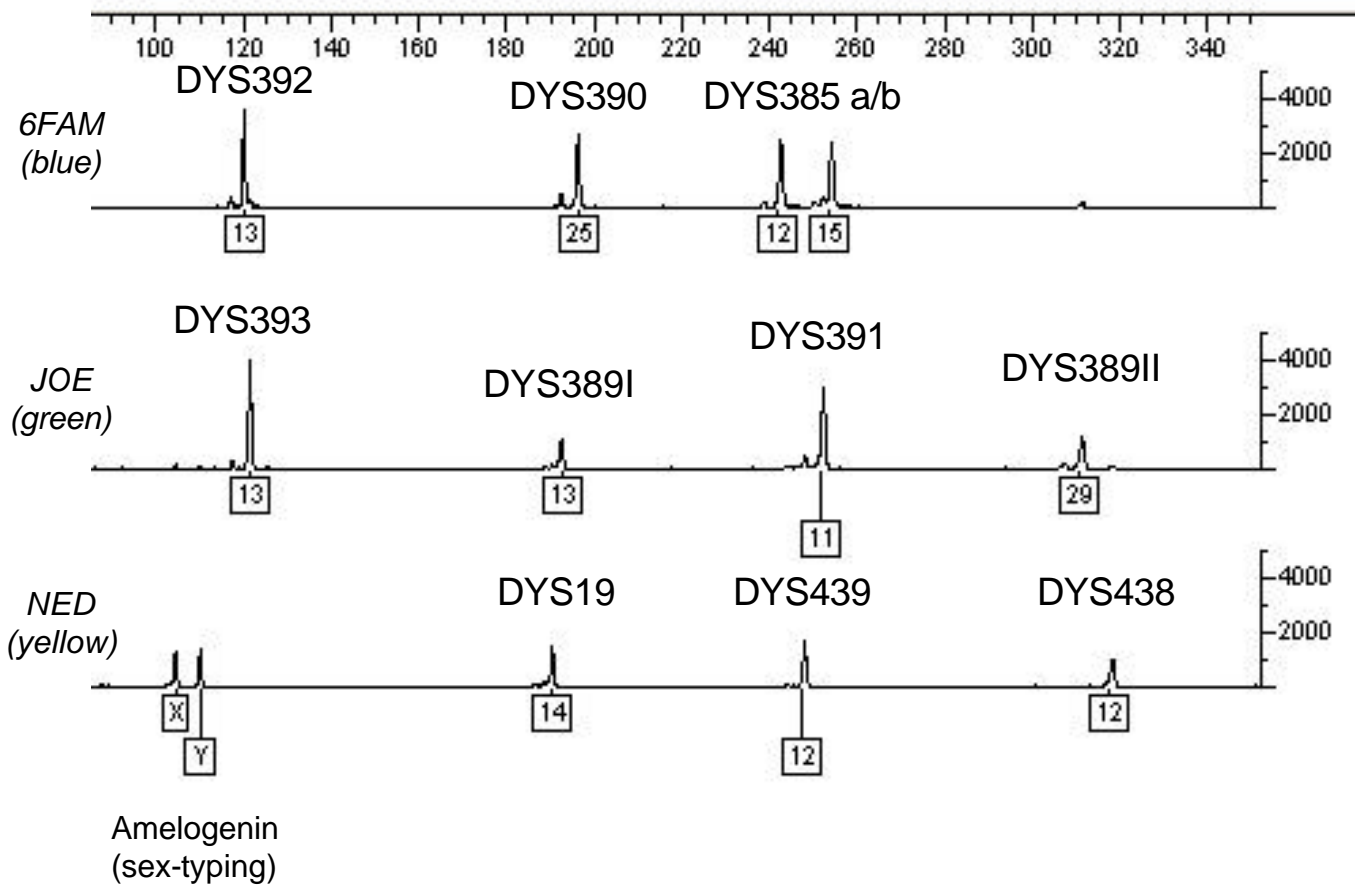 100 120 140 160 180 200 220 240 260 280 300 320 340
DYS392 DYS390 DYS385 a/b
6FAM
(blue)
4000
2000
13 25 12 15
DYS393 DYS389I DYS391 DYS389II
JOE
(green)
4000
2000
13 13 11 29
DYS19 DYS439 DYS438
NED
(yellow)
4000
2000
X Y 14 12 12
Amelogenin
(sex-typing)